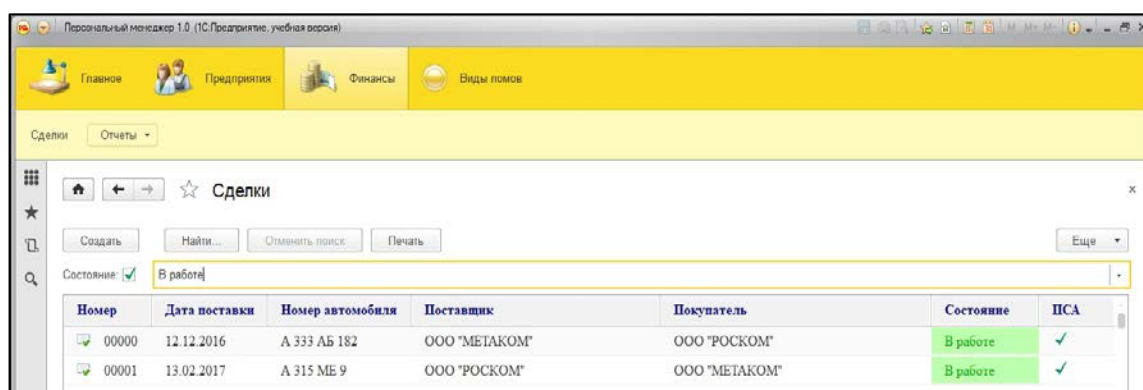 Персональный менеджер 1.0 (1С:Предприятие, учебная версия)
M M+ M-
Главное Предприятия Финансы Виды ломов
Сделки Отчеты
Сделки
Создать Найти... Отменить поиск Печать Еще
Состояние: В работе
Номер Дата поставки Номер автомобиля Поставщик Покупатель Состояние ПСА
00000 12.12.2016 А 333 АБ 182 ООО "МЕТАКОМ" ООО "РОСКОМ" В работе
00001 13.02.2017 А 315 МЕ 9 ООО "РОСКОМ" ООО "МЕТАКОМ" В работе